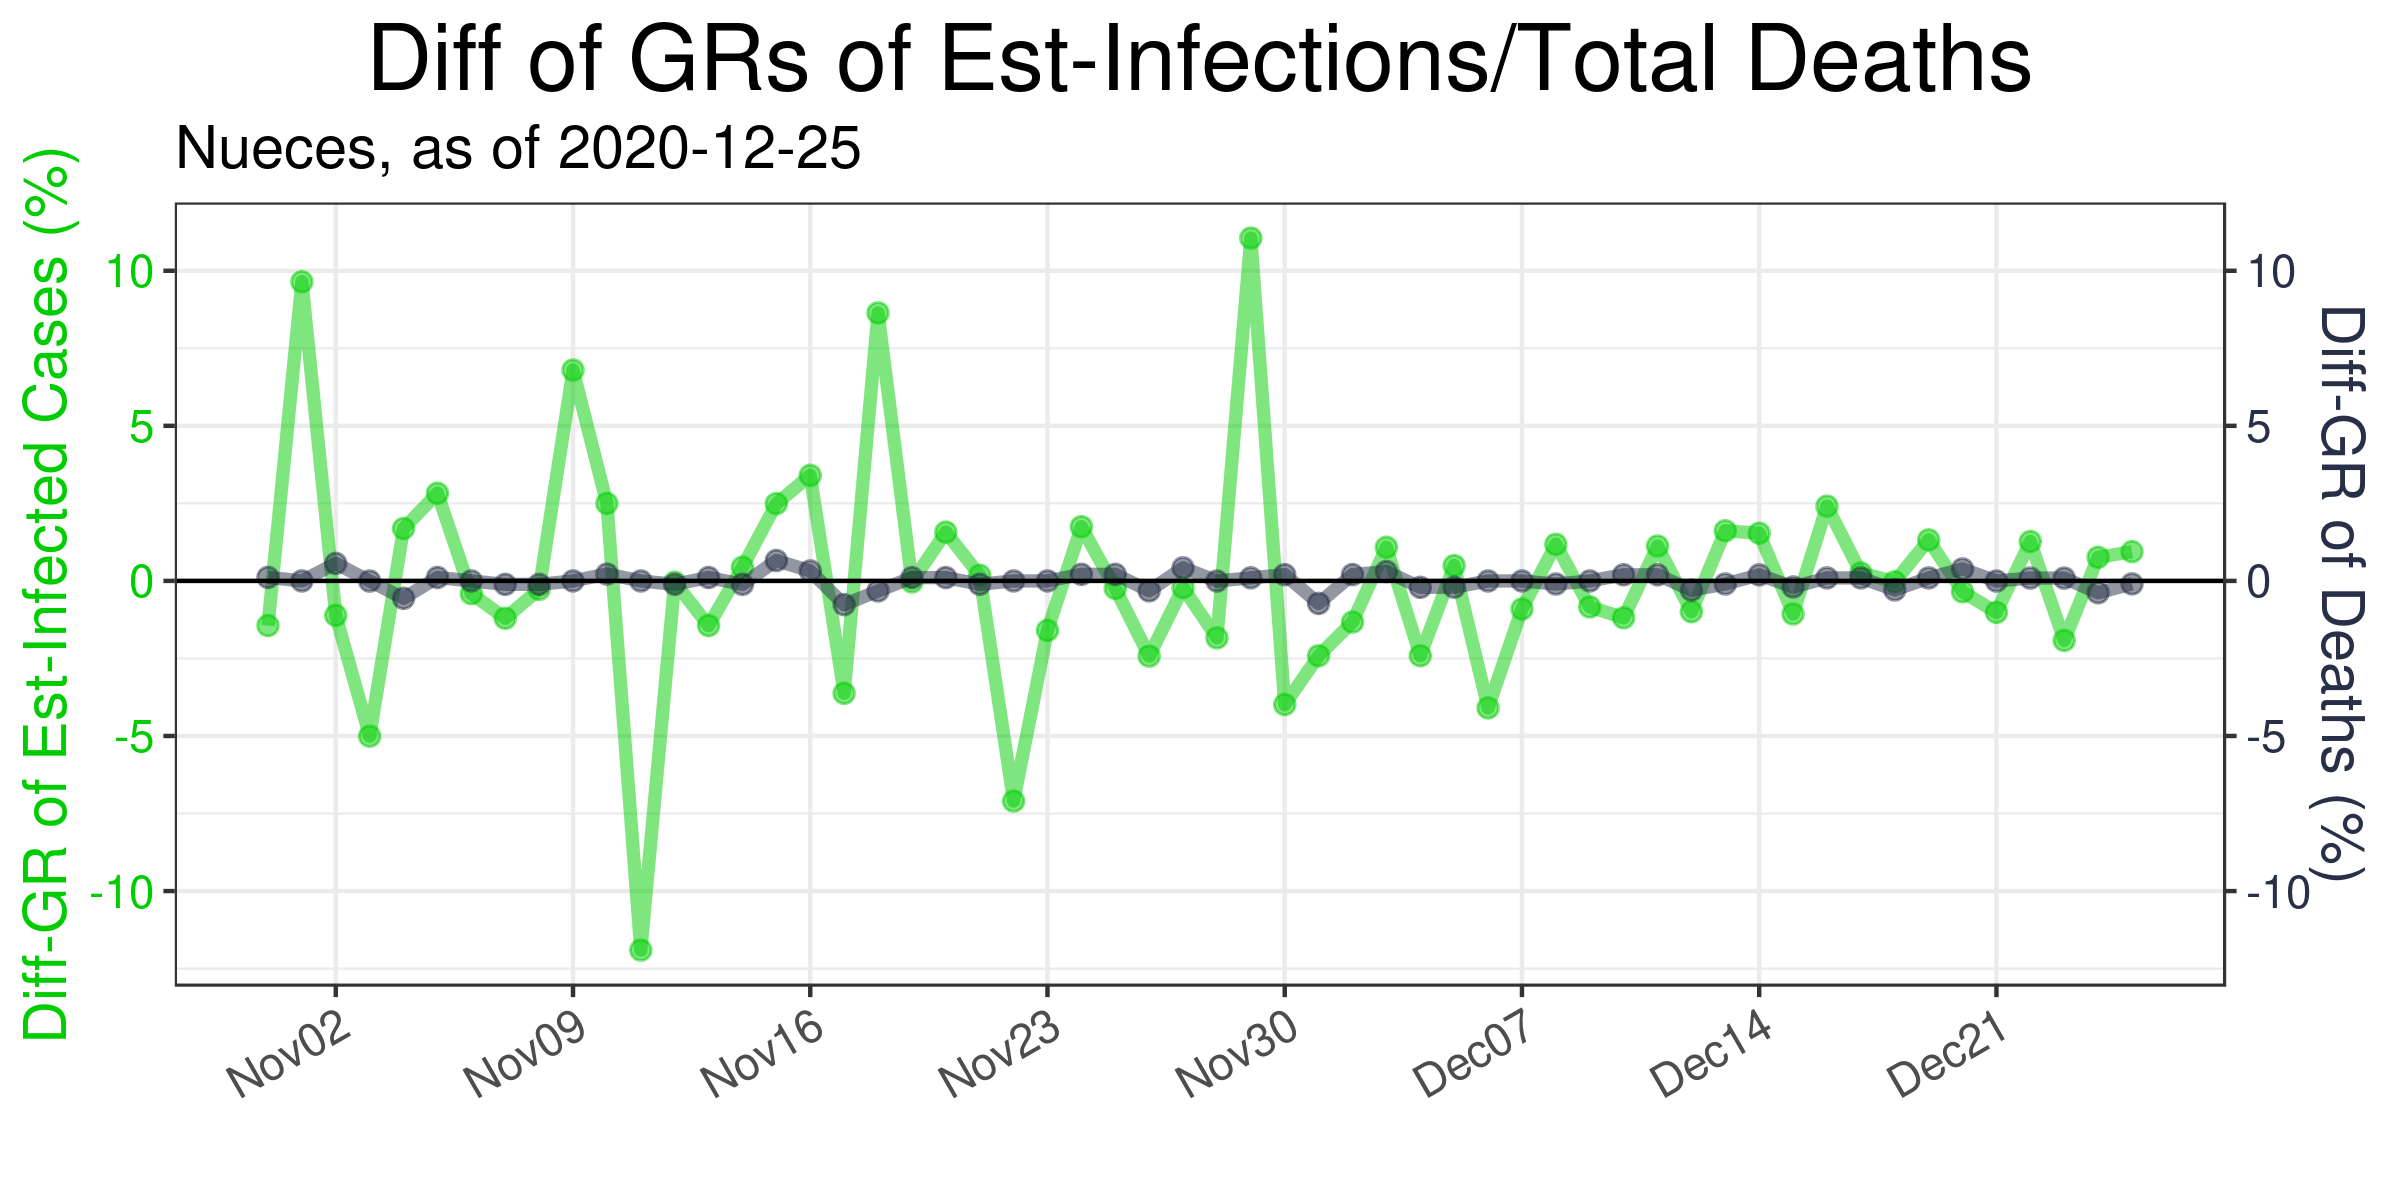 Diff of GRs of Est-Infections/Total Deaths
Nueces, as of 2020-12-25
Diff-GR of Est-Infected Cases (%)
10
5
0
-5
-10
10
5
0
-5
-10
Diff-GR of Deaths (%)
Nov02
Nov09
Nov16
Nov23
Nov30
Dec07
Dec14
Dec21